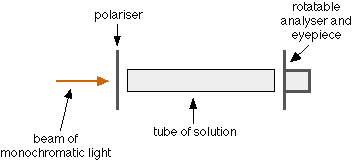 polariser
rotatable
analyser and
eyepiece
beam of
monochromatic light
tube of solution